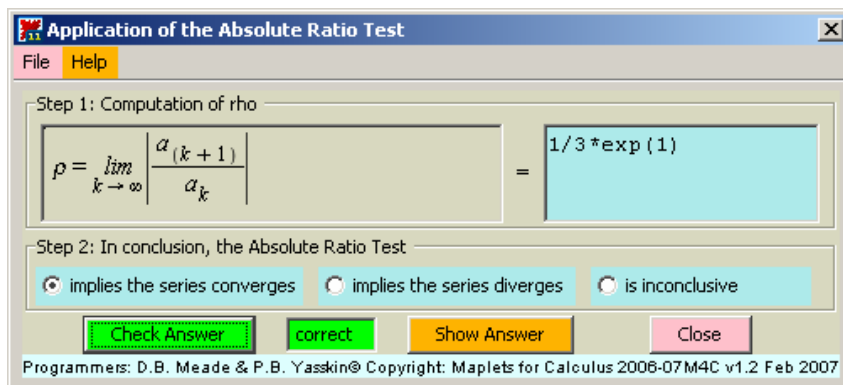 Application of the Absolute Ratio Test
File Help
Step 1: Computation of rho
ρ = lim k → ∞ | a (k + 1) / a k |
=
1/3*exp(1)
Step 2: In conclusion, the Absolute Ratio Test
implies the series converges implies the series diverges is inconclusive
Check Answer correct Show Answer Close
Programmers: D.B. Meade & P.B. Yasskin® Copyright: Maplets for Calculus 2006-07M4C v1.2 Feb 2007